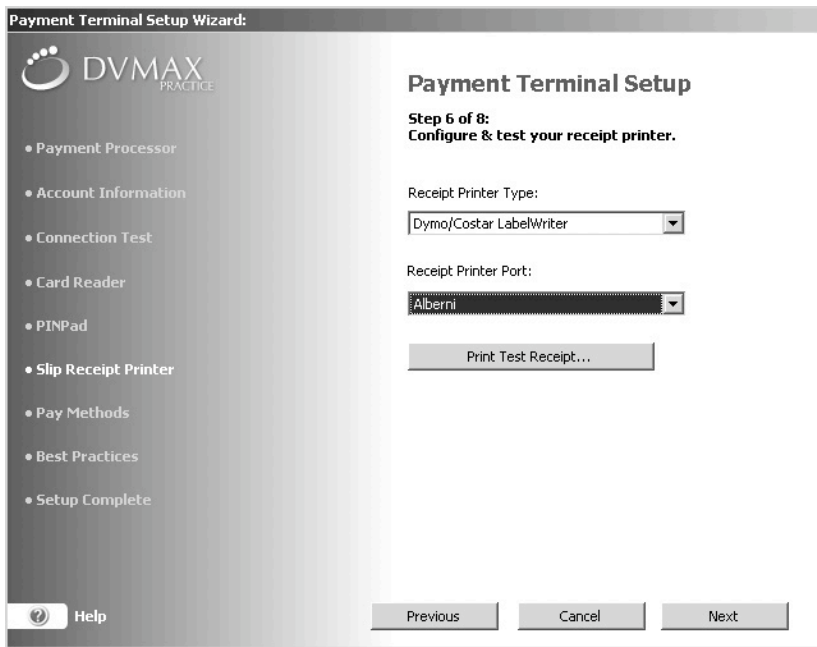 Payment Terminal Setup Wizard:
DVMAX
PRACTICE
• Payment Processor
• Account Information
• Connection Test
• Card Reader
• PINPad
• Slip Receipt Printer
• Pay Methods
• Best Practices
• Setup Complete
? Help
Payment Terminal Setup
Step 6 of 8:
Configure & test your receipt printer.
Receipt Printer Type:
Dymo/Costar LabelWriter
Receipt Printer Port:
Alberni
Print Test Receipt...
Previous Cancel Next